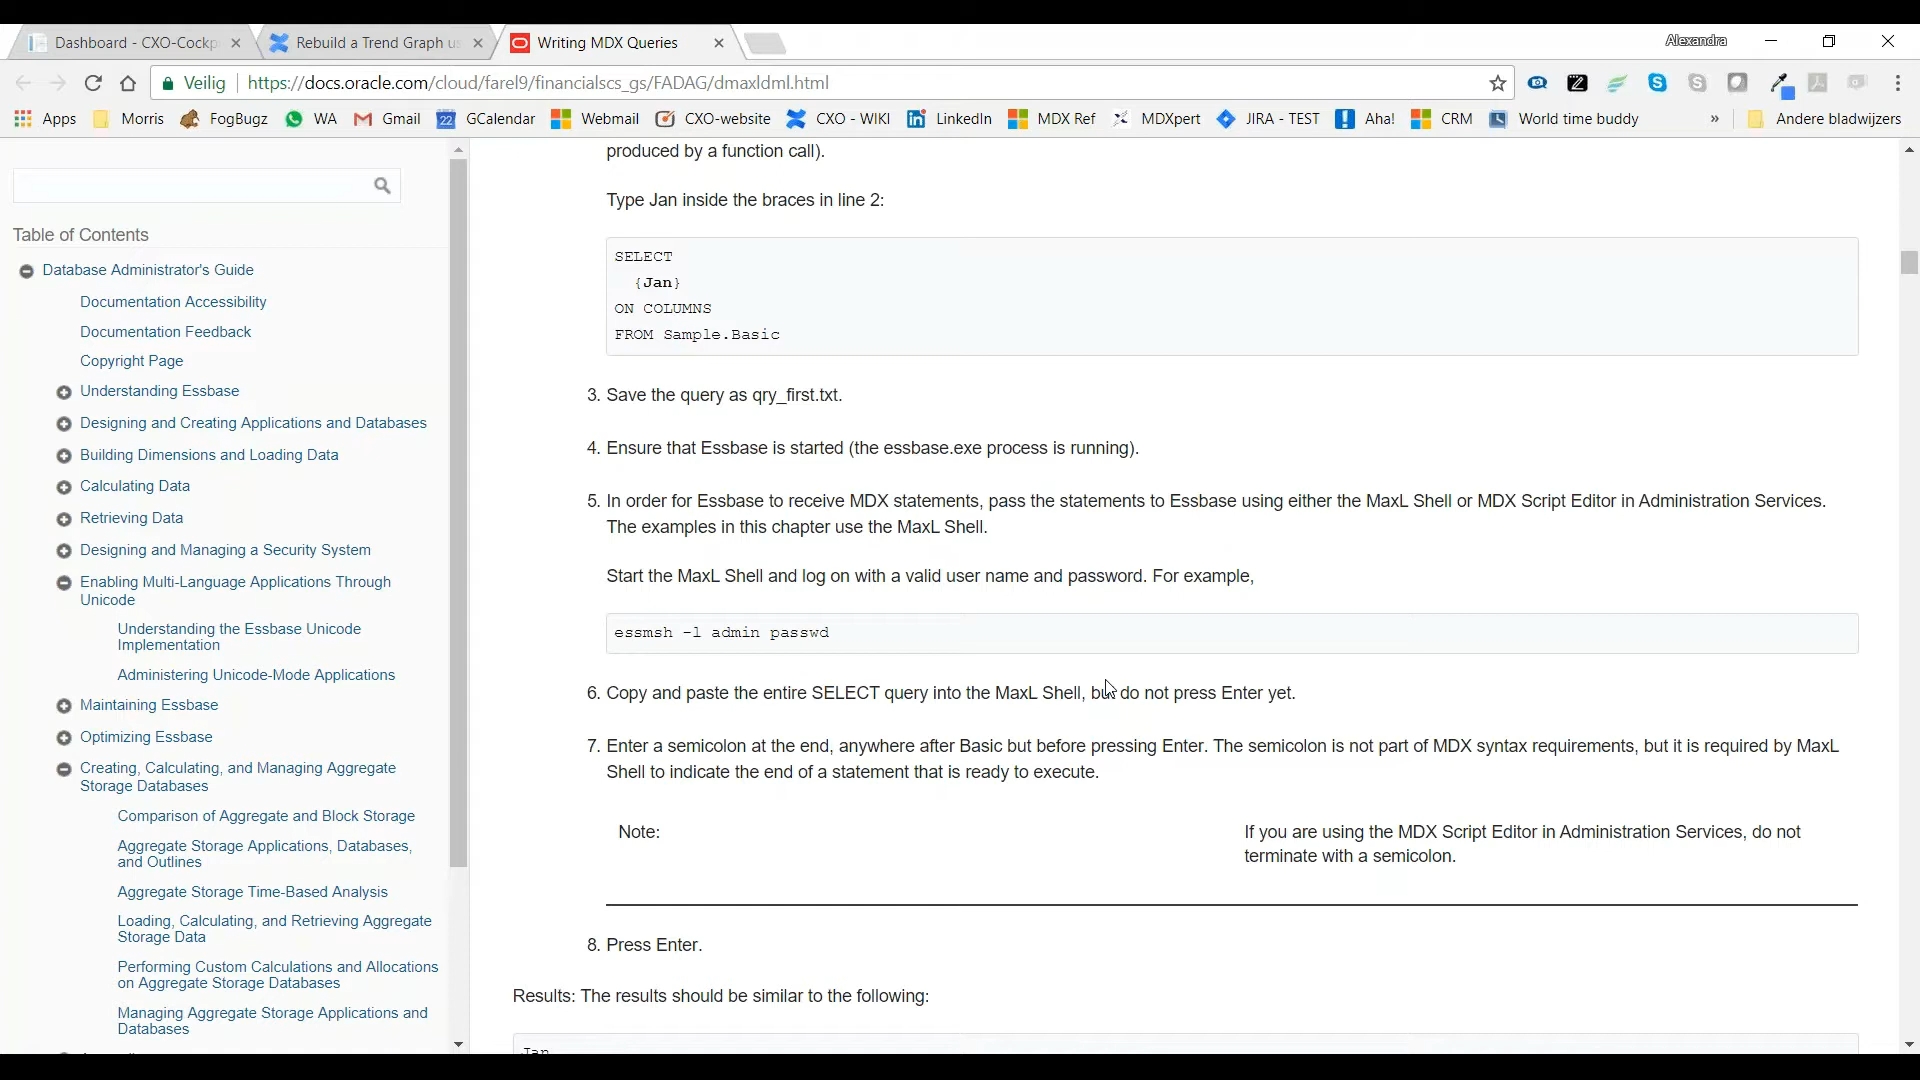 Dashboard - CXO-Cockp
Rebuild a Trend Graph us
Writing MDX Queries
Alexandra
Veilig
https://docs.oracle.com/cloud/farel9/financialscs_gs/FADAG/dmaxldml.html
Apps
Morris
FogBugz
WA
Gmail
22
GCalendar
Webmail
CXO-website
CXO - WIKI
LinkedIn
MDX Ref
MDXpert
JIRA - TEST
Aha!
CRM
World time buddy
»
Andere bladwijzers
Table of Contents
Database Administrator's Guide
Documentation Accessibility
Documentation Feedback
Copyright Page
Understanding Essbase
Designing and Creating Applications and Databases
Building Dimensions and Loading Data
Calculating Data
Retrieving Data
Designing and Managing a Security System
Enabling Multi-Language Applications Through
Unicode
Understanding the Essbase Unicode
Implementation
Administering Unicode-Mode Applications
Maintaining Essbase
Optimizing Essbase
Creating, Calculating, and Managing Aggregate
Storage Databases
Comparison of Aggregate and Block Storage
Aggregate Storage Applications, Databases,
and Outlines
Aggregate Storage Time-Based Analysis
Loading, Calculating, and Retrieving Aggregate
Storage Data
Performing Custom Calculations and Allocations
on Aggregate Storage Databases
Managing Aggregate Storage Applications and
Databases
produced by a function call).
Type Jan inside the braces in line 2:
SELECT
{Jan}
ON COLUMNS
FROM Sample.Basic
3. Save the query as qry_first.txt.
4. Ensure that Essbase is started (the essbase.exe process is running).
5. In order for Essbase to receive MDX statements, pass the statements to Essbase using either the MaxL Shell or MDX Script Editor in Administration Services.
The examples in this chapter use the MaxL Shell.
Start the MaxL Shell and log on with a valid user name and password. For example,
essmsh -l admin passwd
6. Copy and paste the entire SELECT query into the MaxL Shell, but do not press Enter yet.
7. Enter a semicolon at the end, anywhere after Basic but before pressing Enter. The semicolon is not part of MDX syntax requirements, but it is required by MaxL
Shell to indicate the end of a statement that is ready to execute.
Note:
If you are using the MDX Script Editor in Administration Services, do not
terminate with a semicolon.
8. Press Enter.
Results: The results should be similar to the following:
Jan